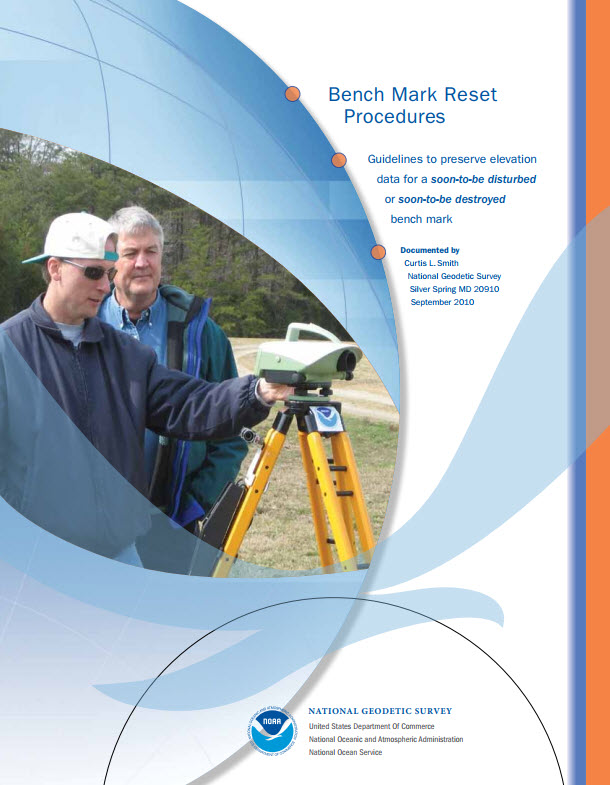 Bench Mark Reset
Procedures
Guidelines to preserve elevation
data for a soon-to-be disturbed
or soon-to-be destroyed
bench mark
Documented by
Curtis L. Smith
National Geodetic Survey
Silver Spring MD 20910
September 2010
NOAA
NATIONAL GEODETIC SURVEY
United States Department Of Commerce
National Oceanic and Atmospheric Administration
National Ocean Service